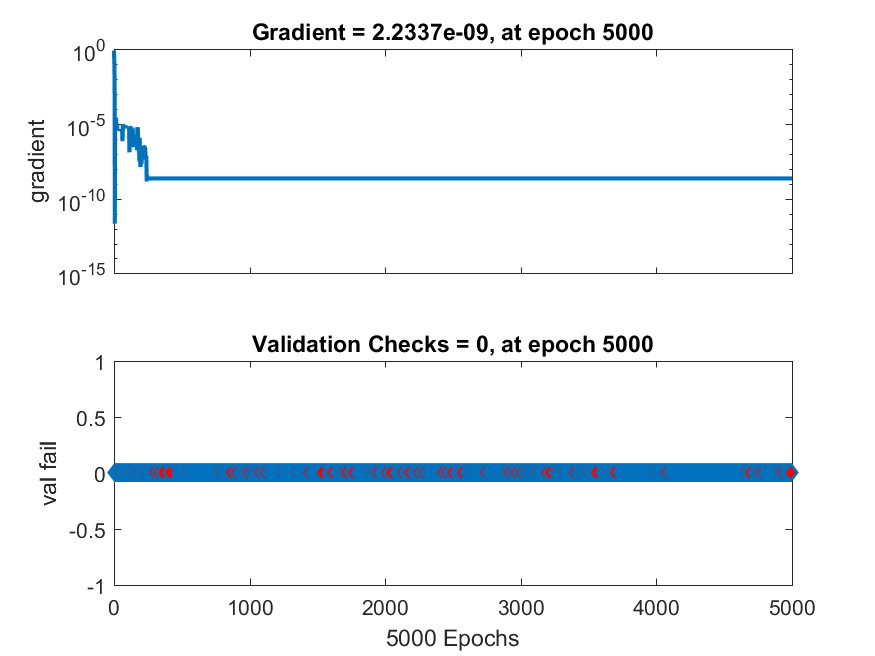 Gradient = 2.2337e-09, at epoch 5000
10^0
10^-5
10^-10
10^-15
gradient
Validation Checks = 0, at epoch 5000
1
0.5
0
-0.5
-1
val fail
0 1000 2000 3000 4000 5000
5000 Epochs